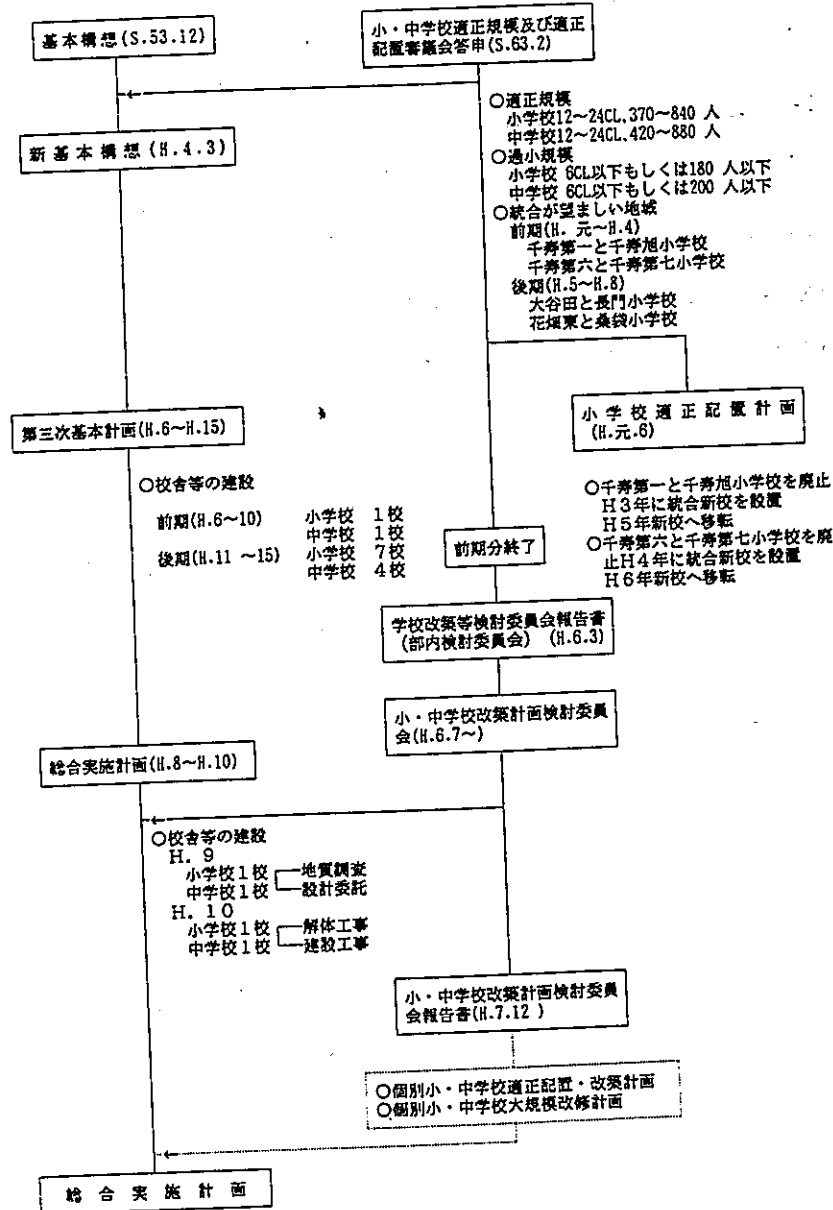 基本構想(S.53.12)
小・中学校適正規模及び適正
配置審議会答申(S.63.2)
新基本構想(H.4.3)
○適正規模
小学校12～24CL,370～840 人
中学校12～24CL,420～880 人
○過小規模
小学校 6CL以下もしくは180 人以下
中学校 6CL以下もしくは200 人以下
○統合が望ましい地域
前期(H. 元～H.4)
千寿第一と千寿旭小学校
千寿第六と千寿第七小学校
後期(H.5～H.8)
大谷田と長門小学校
花畑東と桑袋小学校
小学校適正配置計画
(H.元.6)
○千寿第一と千寿旭小学校を廃止
H3年に統合新校を設置
H5年新校へ移転
○千寿第六と千寿第七小学校を廃
止H4年に統合新校を設置
H6年新校へ移転
第三次基本計画(H.6～H.15)
○校舎等の建設
前期(H.6～10) 小学校 1校
中学校 1校
後期(H.11 ～15) 小学校 7校
中学校 4校
前期分終了
学校改築等検討委員会報告書
(部内検討委員会) (H.6.3)
小・中学校改築計画検討委員
会(H.6.7～)
総合実施計画(H.8～H.10)
○校舎等の建設
H. 9
小学校1校 地質調査
中学校1校 設計委託
H. 10
小学校1校 解体工事
中学校1校 建設工事
小・中学校改築計画検討委員
会報告書(H.7.12 )
○個別小・中学校適正配置・改築計画
○個別小・中学校大規模改修計画
総合実施計画